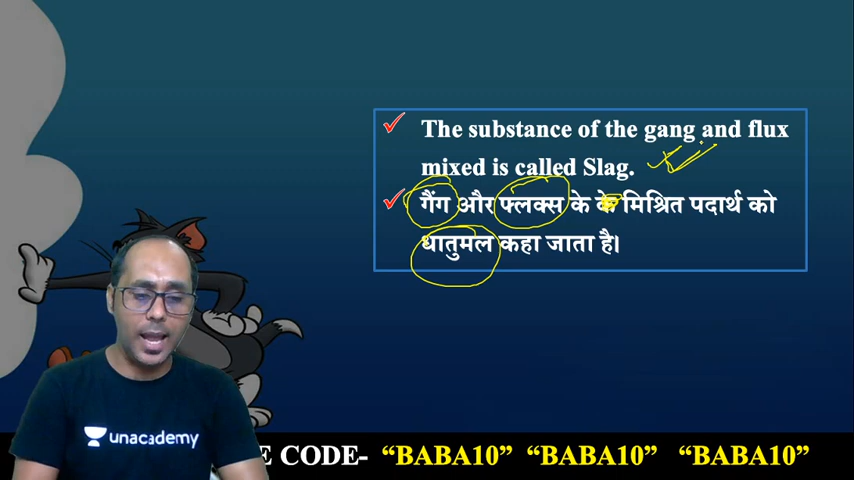 The substance of the gang and flux
mixed is called Slag.
गैंग और फ्लक्स के के मिश्रित पदार्थ को
धातुमल कहा जाता है।
unacademy
E CODE- “BABA10” “BABA10” “BABA10”